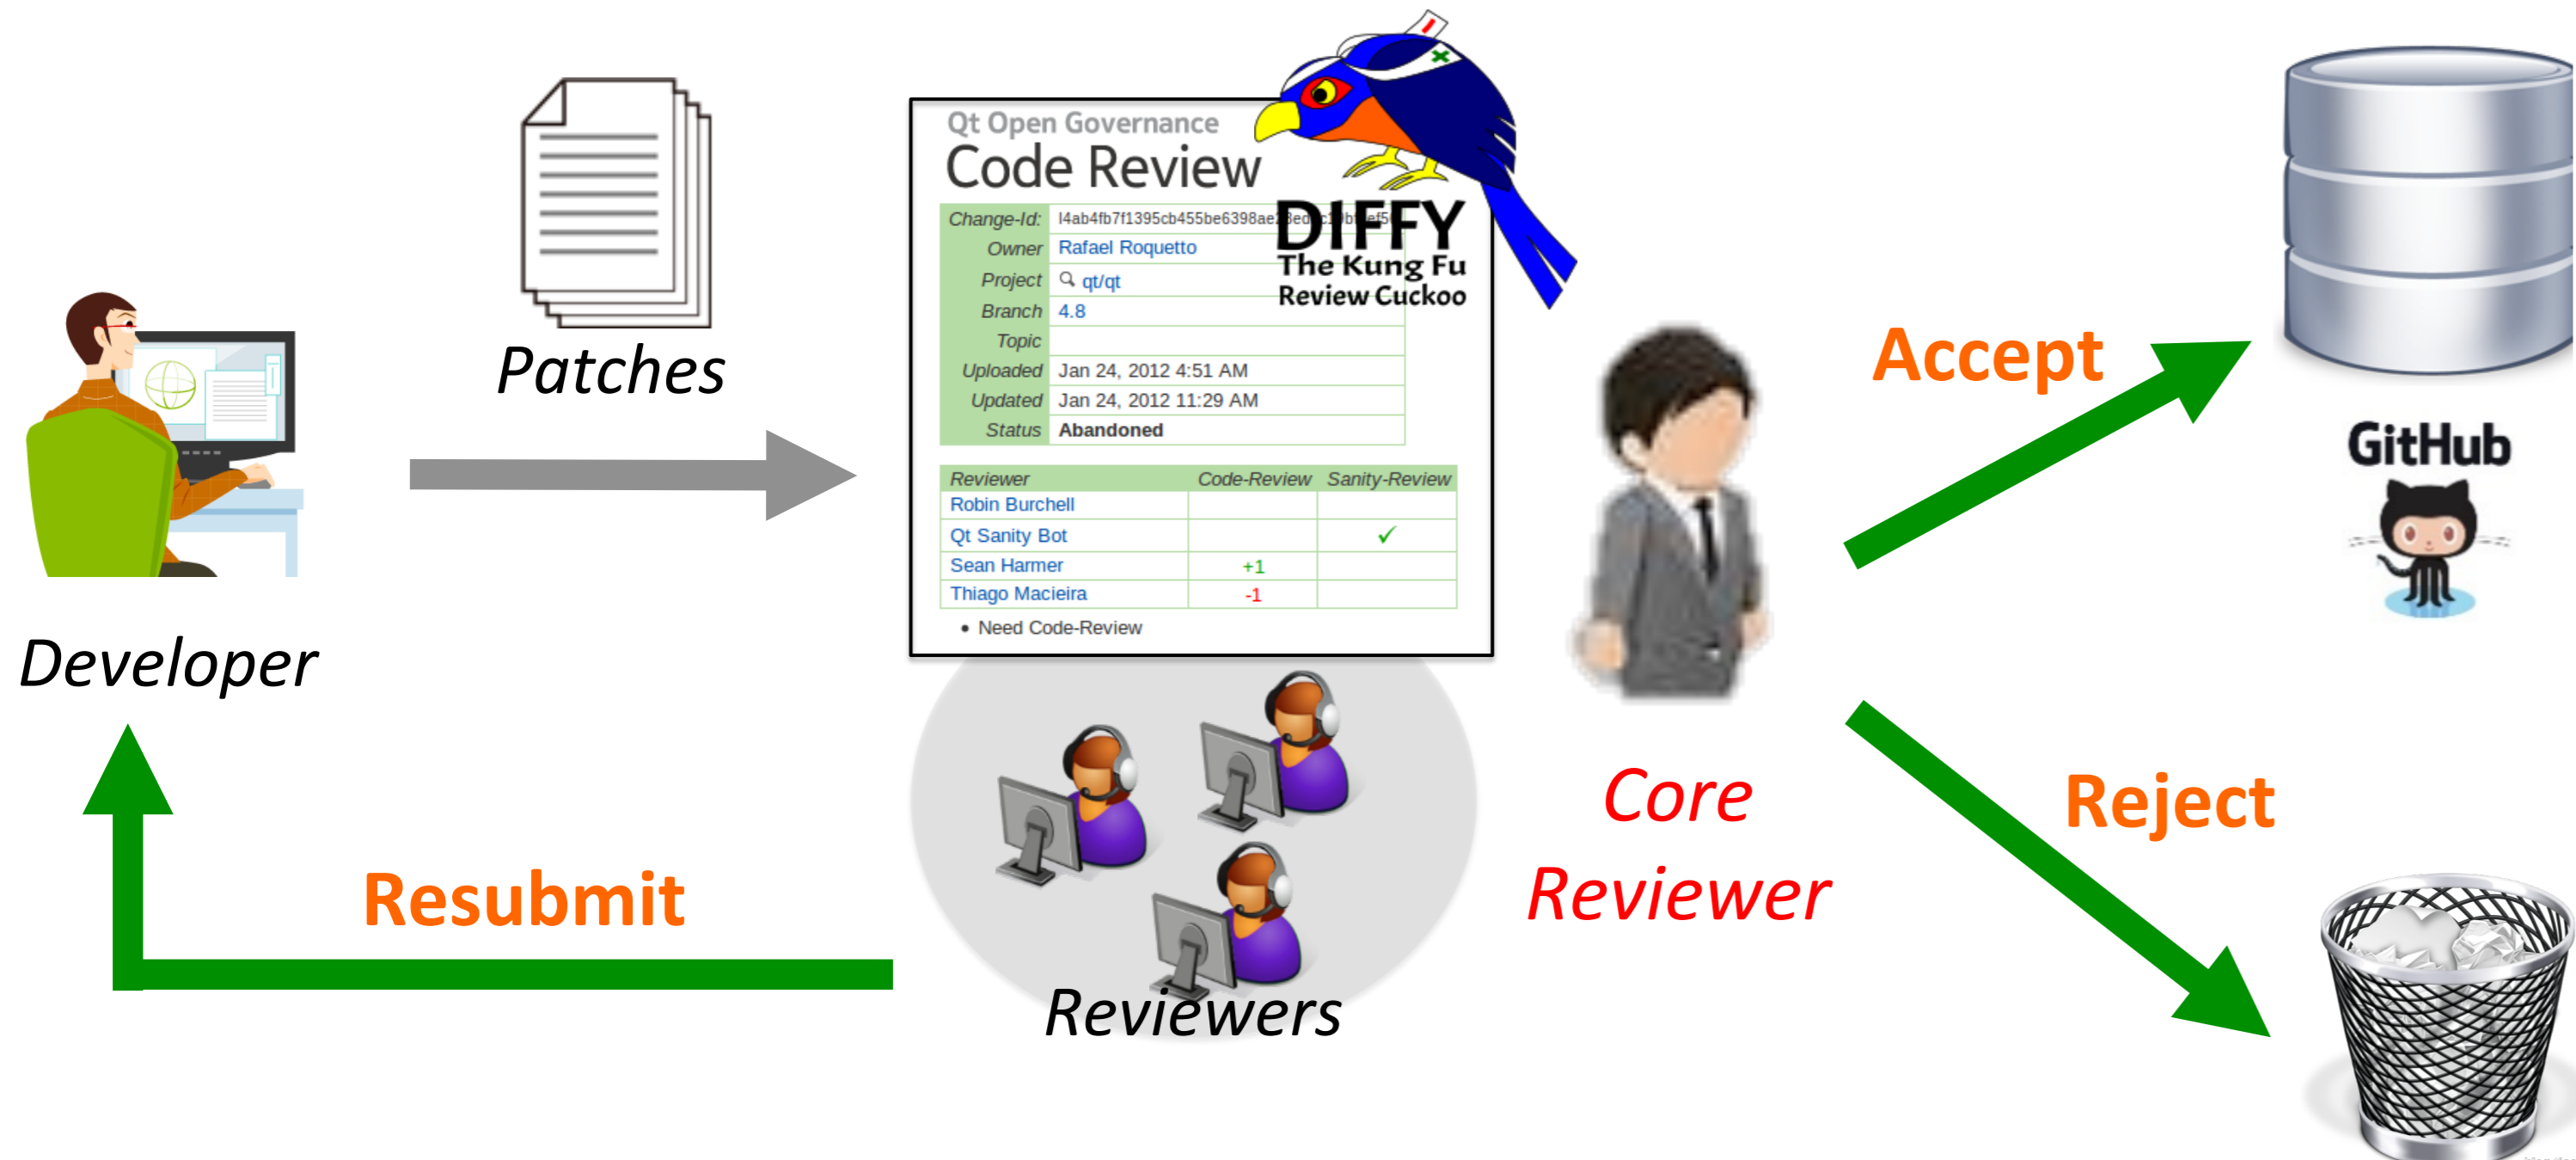 Patches
Developer
Resubmit
Qt Open Governance
Code Review
DIFFY
The Kung Fu
Review Cuckoo
Change-Id:
Owner Rafael Roquetto
Project qt/qt
Branch 4.8
Topic
Uploaded Jan 24, 2012 4:51 AM
Updated Jan 24, 2012 11:29 AM
Status Abandoned
Reviewer Code-Review Sanity-Review
Robin Burchell
Qt Sanity Bot ✓
Sean Harmer +1
Thiago Macieira -1
• Need Code-Review
Reviewers
Core
Reviewer
Accept
GitHub
Reject